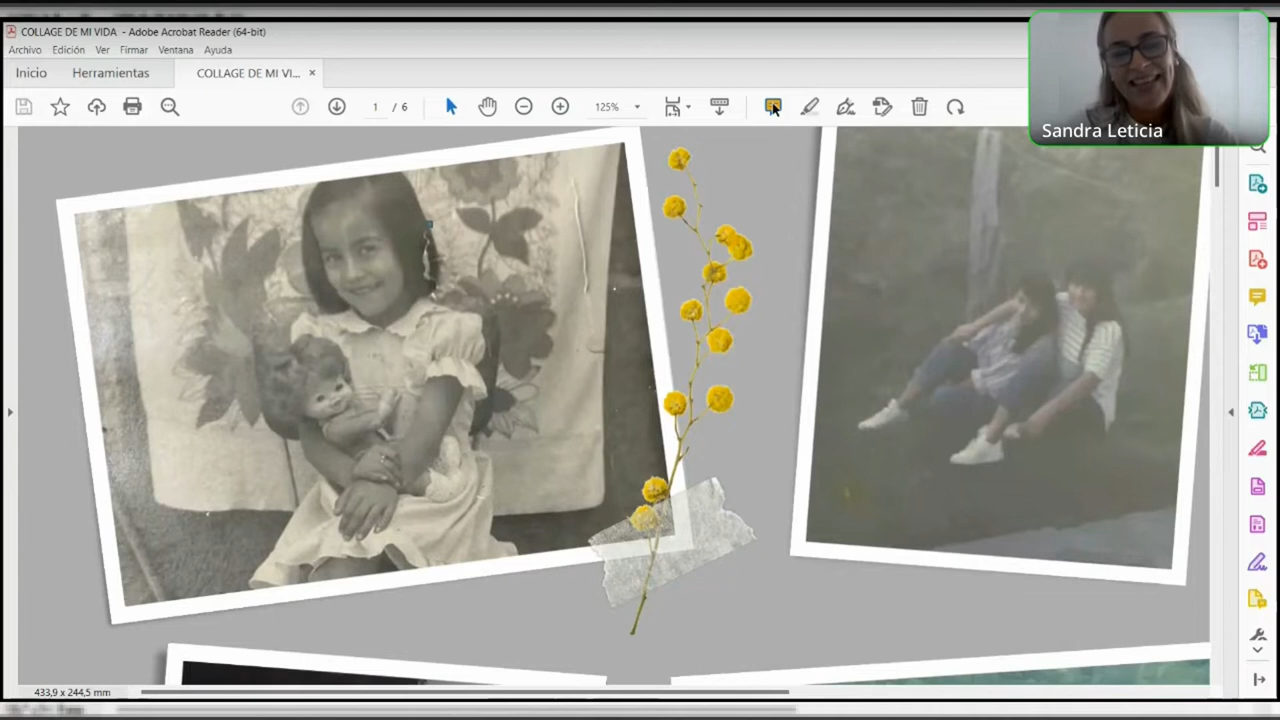 COLLAGE DE MI VIDA - Adobe Acrobat Reader (64-bit)
Archivo Edición Ver Firmar Ventana Ayuda
Inicio Herramientas COLLAGE DE MI VI... ×
1 / 6 125%
Sandra Leticia
433,9 x 244,5 mm